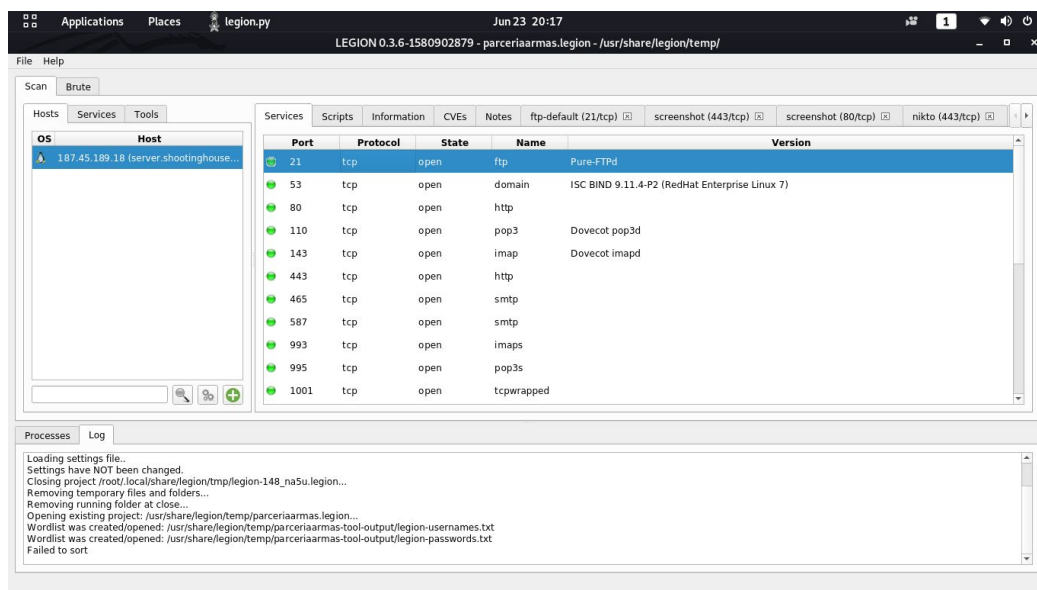 Applications Places legion.py Jun 23 20:17 1
LEGION 0.3.6-1580902879 - parceriaarmas.legion - /usr/share/legion/temp/
File Help
Scan Brute
Hosts Services Tools
OS Host
187.45.189.18 (server.shootinghouse...
Services Scripts Information CVEs Notes ftp-default (21/tcp) screenshot (443/tcp) screenshot (80/tcp) nikto (443/tcp)
Port Protocol State Name Version
21 tcp open ftp Pure-FTPd
53 tcp open domain ISC BIND 9.11.4-P2 (RedHat Enterprise Linux 7)
80 tcp open http
110 tcp open pop3 Dovecot pop3d
143 tcp open imap Dovecot imapd
443 tcp open http
465 tcp open smtp
587 tcp open smtp
993 tcp open imaps
995 tcp open pop3s
1001 tcp open tcpwrapped
Processes Log
Loading settings file..
Settings have NOT been changed.
Closing project /root/.local/share/legion/tmp/legion-148_na5u.legion...
Removing temporary files and folders...
Removing running folder at close...
Opening existing project: /usr/share/legion/temp/parceriaarmas.legion...
Wordlist was created/opened: /usr/share/legion/temp/parceriaarmas-tool-output/legion-usernames.txt
Wordlist was created/opened: /usr/share/legion/temp/parceriaarmas-tool-output/legion-passwords.txt
Failed to sort